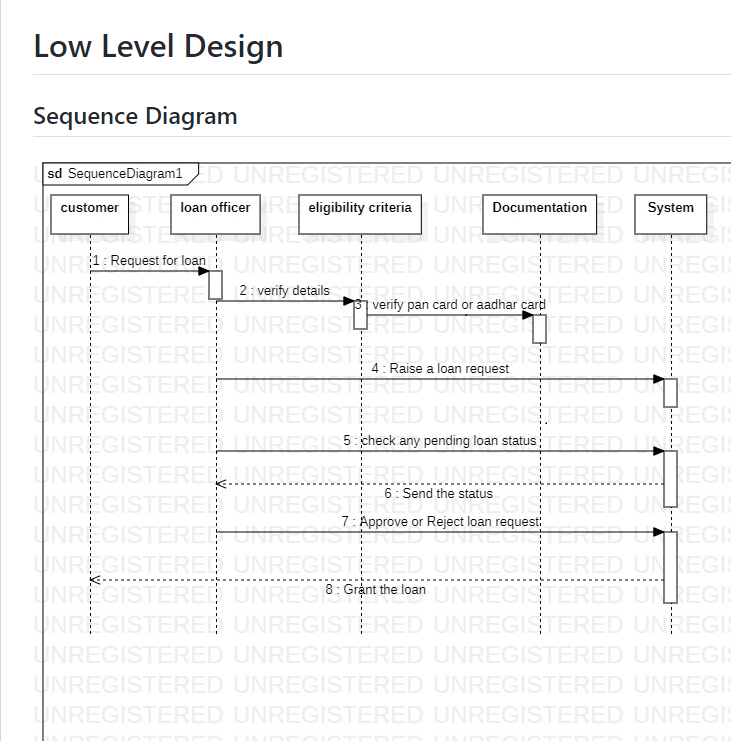 Low Level Design
Sequence Diagram
sd SequenceDiagram1
customer
loan officer
eligibility criteria
Documentation
System
1 : Request for loan
2 : verify details
3 : verify pan card or aadhar card
4 : Raise a loan request
5 : check any pending loan status
6 : Send the status
7 : Approve or Reject loan request
8 : Grant the loan
UNREGISTERED UNREGISTERED UNREGISTERED UNREGIS